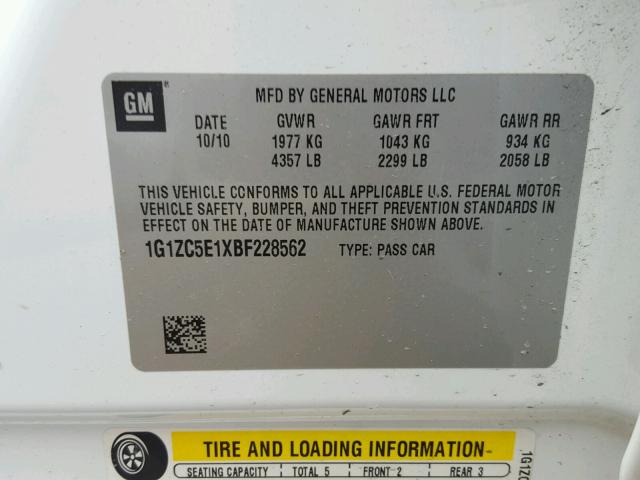 GM
MFD BY GENERAL MOTORS LLC
DATE GVWR GAWR FRT GAWR RR
10/10 1977 KG 1043 KG 934 KG
4357 LB 2299 LB 2058 LB
THIS VEHICLE CONFORMS TO ALL APPLICABLE U.S. FEDERAL MOTOR
VEHICLE SAFETY, BUMPER, AND THEFT PREVENTION STANDARDS IN
EFFECT ON THE DATE OF MANUFACTURE SHOWN ABOVE.
1G1ZC5E1XBF228562 TYPE: PASS CAR
TIRE AND LOADING INFORMATION
SEATING CAPACITY TOTAL 5 FRONT 2 REAR 3
1G1ZC